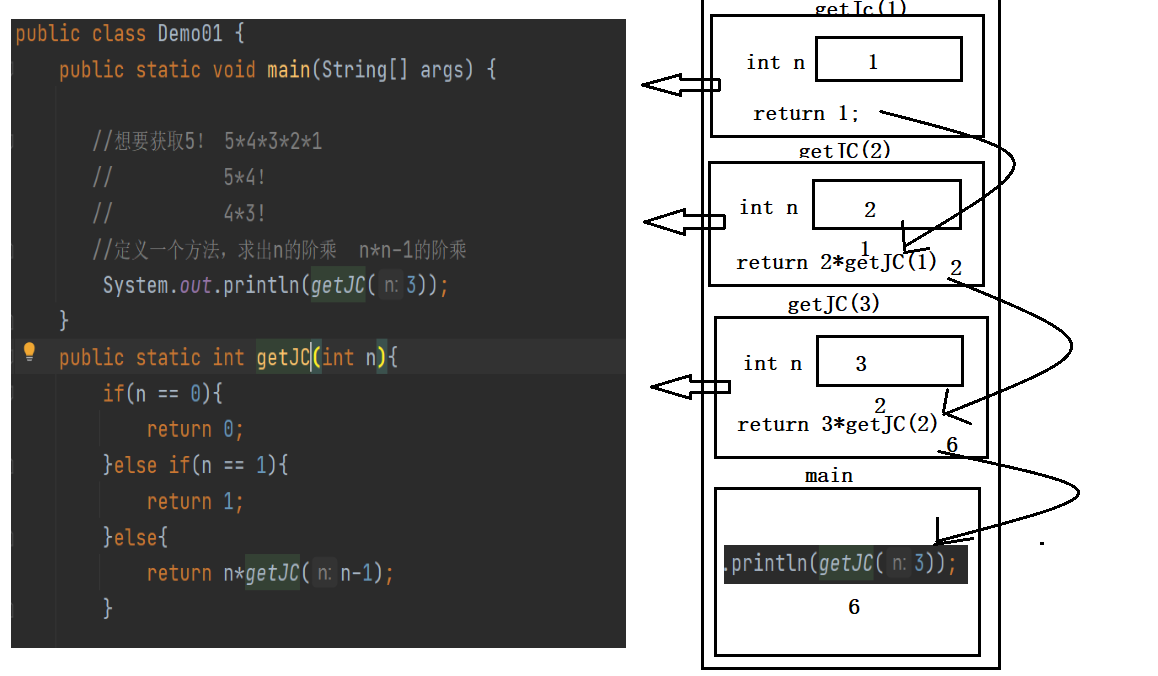 public class Demo01 {
public static void main(String[] args) {
//想要获取5! 5*4*3*2*1
// 5*4!
// 4*3!
//定义一个方法，求出n的阶乘 n*n-1的阶乘
System.out.println(getJC( n: 3));
}
public static int getJC(int n){
if(n == 0){
return 0;
}else if(n == 1){
return 1;
}else{
return n*getJC( n: n-1);
}
getJc(1)
int n 1
return 1;
getJC(2)
int n 2
1
return 2*getJC(1) 2
getJC(3)
int n 3
2
return 3*getJC(2)
6
main
.println(getJC( n: 3));
6